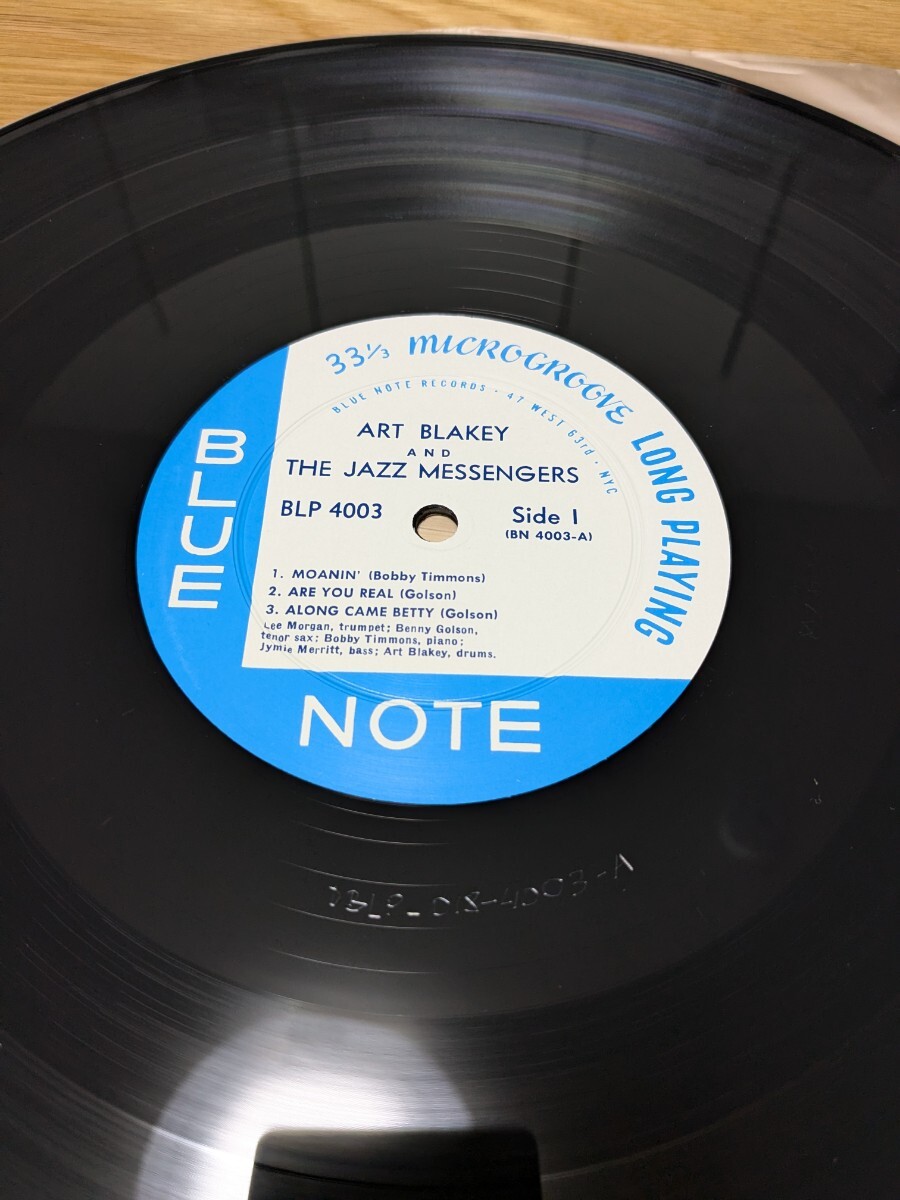 33⅓ MICROGROOVE LONG PLAYING
BLUE NOTE RECORDS · 47 WEST 63rd · NYC
ART BLAKEY
AND
THE JAZZ MESSENGERS
BLP 4003
Side 1
(BN 4003-A)
1. MOANIN' (Bobby Timmons)
2. ARE YOU REAL (Golson)
3. ALONG CAME BETTY (Golson)
Lee Morgan, trumpet; Benny Golson,
tenor sax; Bobby Timmons, piano;
Jymie Merritt, bass; Art Blakey, drums.
BLUE
NOTE